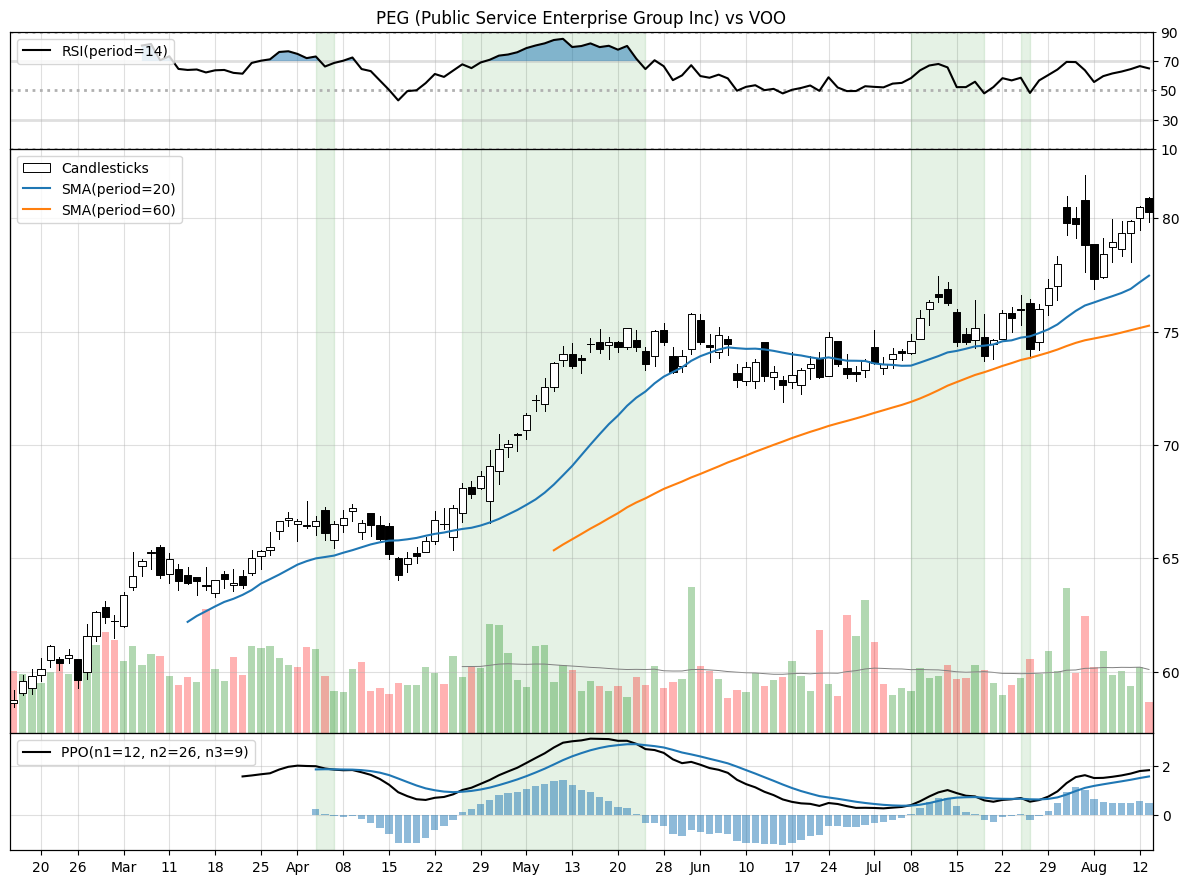 PEG (Public Service Enterprise Group Inc) vs VOO
RSI(period=14)
90
70
50
30
10
Candlesticks
SMA(period=20)
SMA(period=60)
80
75
70
65
60
PPO(n1=12, n2=26, n3=9)
2
0
20 26 Mar 11 18 25 Apr 08 15 22 29 May 13 20 28 Jun 10 17 24 Jul 08 15 22 29 Aug 12